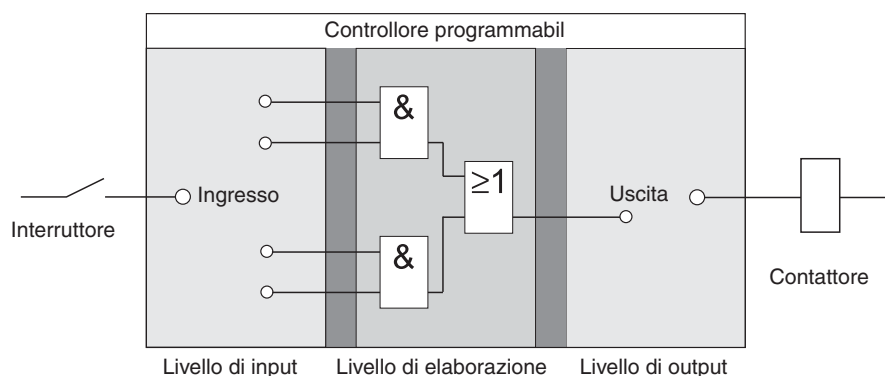 Controllore programmabil
&
≥1
Ingresso
Uscita
Interruttore
&
Contattore
Livello di input
Livello di elaborazione
Livello di output